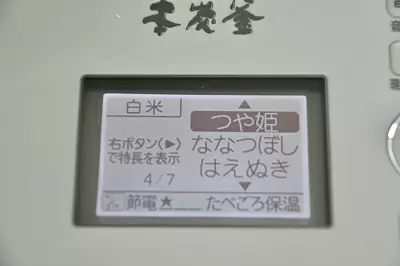 本炭釜
白米
▲
つや姫
右ボタン(▶)
で特長を表示
ななつぼし
はえぬき
4/7
▼
節電★
たべごろ保温